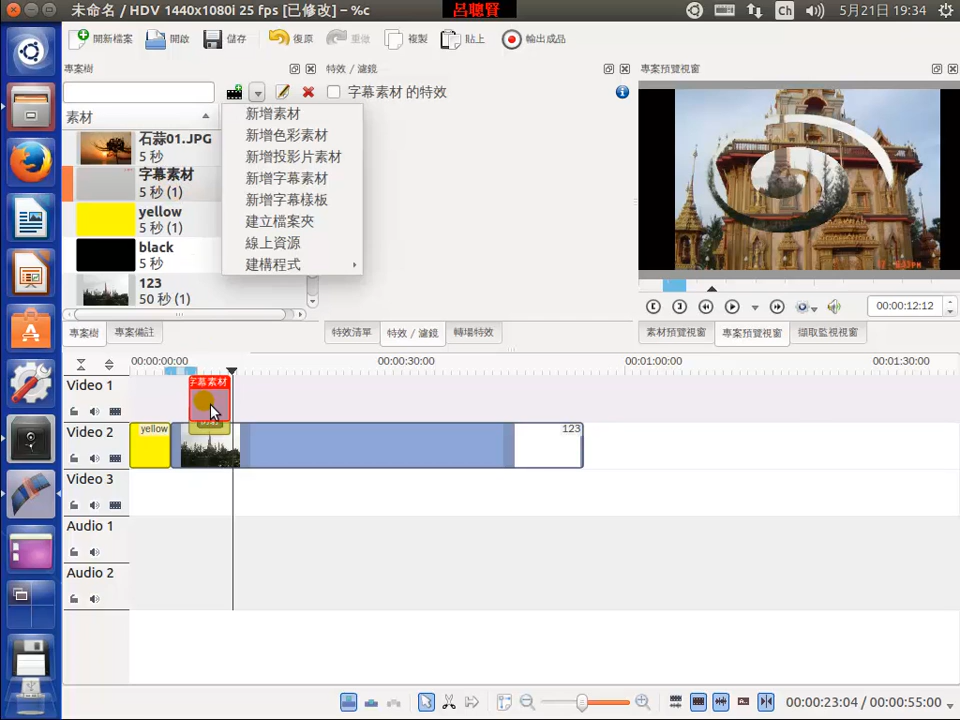 未命名 / HDV 1440x1080i 25 fps [已修改] – %c
呂聰賢
Ch
5月21日 19:34
開新檔案
開啟
儲存
復原
重做
複製
貼上
輸出成品
專案樹
特效 / 濾鏡
專案預覽視窗
字幕素材 的特效
素材
石蒜01.JPG
5 秒
字幕素材
5 秒 (1)
yellow
5 秒 (1)
black
5 秒
123
50 秒 (1)
新增素材
新增色彩素材
新增投影片素材
新增字幕素材
新增字幕樣板
建立檔案夾
線上資源
建構程式
00:00:12:12
專案樹
專案備註
特效清單
特效 / 濾鏡
轉場特效
素材預覽視窗
專案預覽視窗
擷取監視視窗
00:00:00:00
00:00:30:00
00:01:00:00
00:01:30:00
Video 1
字幕素材
Video 2
yellow
123
Video 3
Audio 1
Audio 2
00:00:23:04 / 00:00:55:00